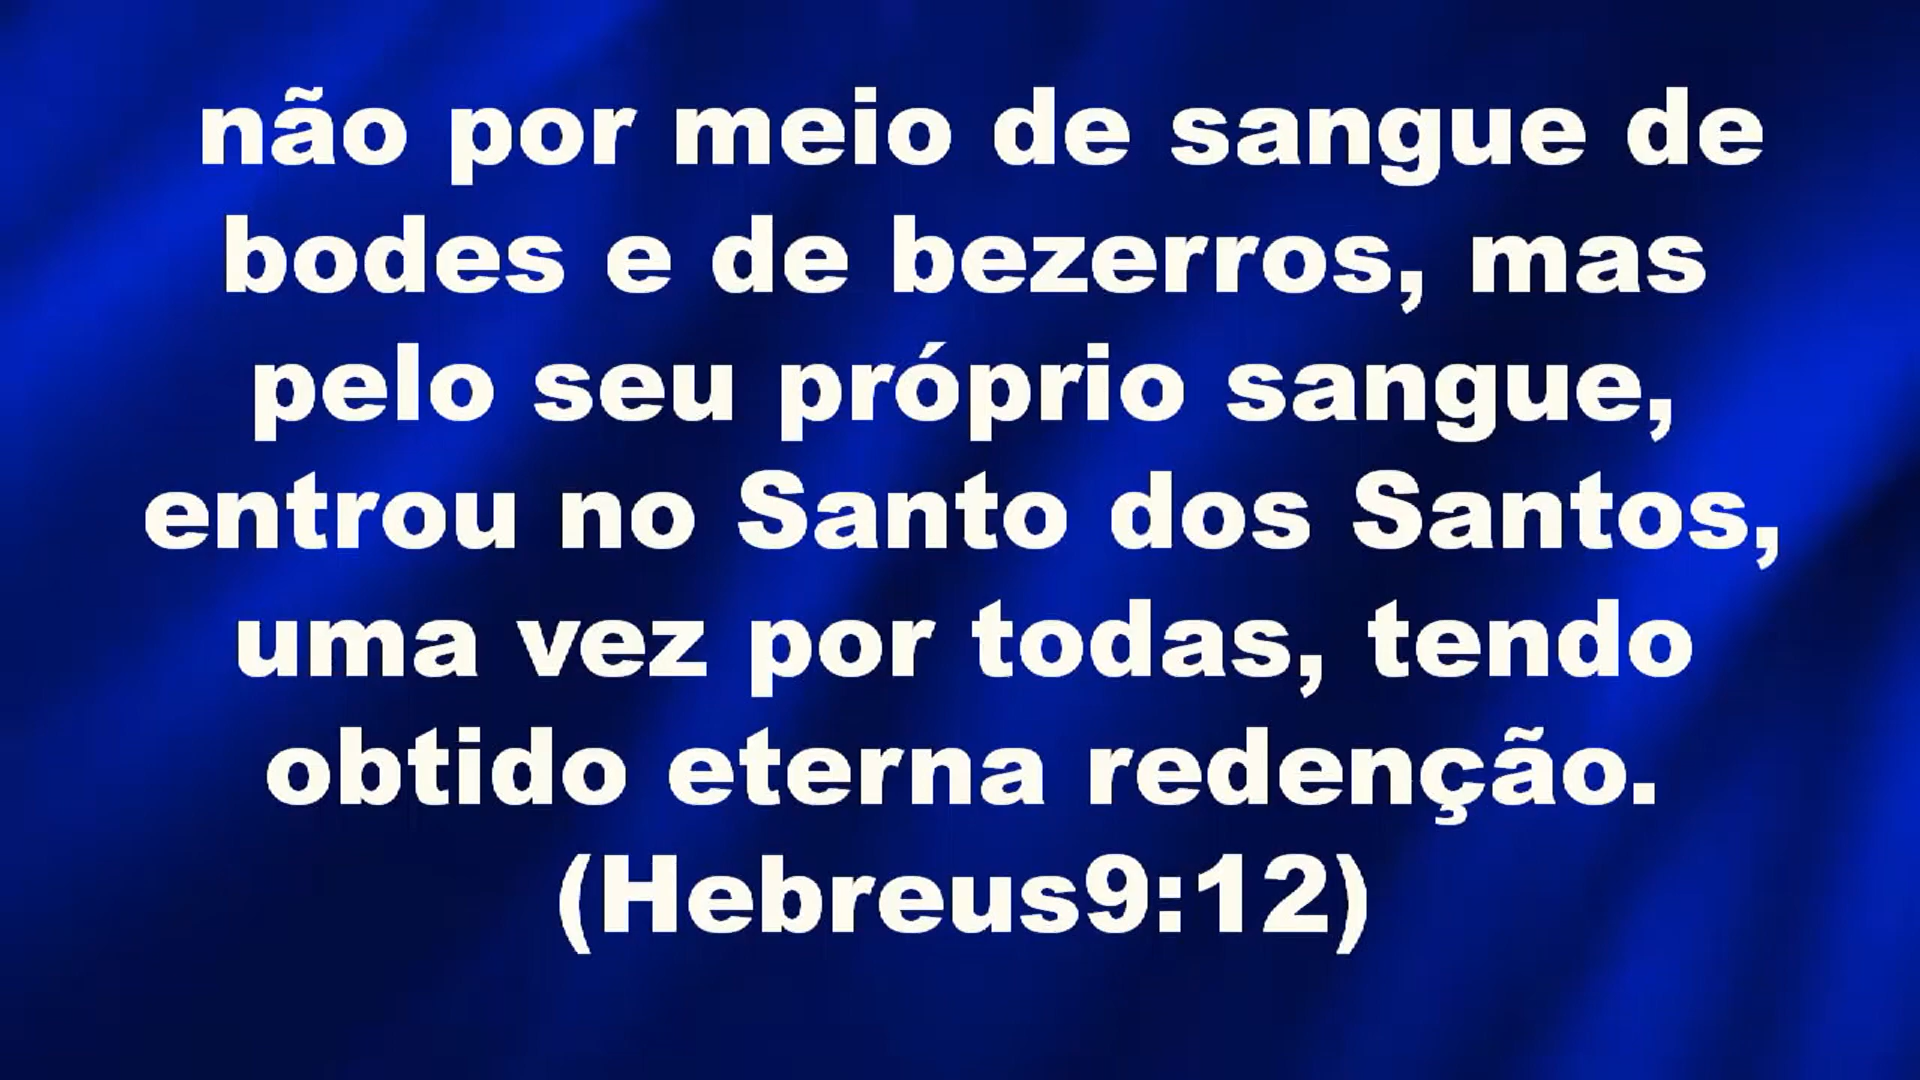 não por meio de sangue de
bodes e de bezerros, mas
pelo seu próprio sangue,
entrou no Santo dos Santos,
uma vez por todas, tendo
obtido eterna redenção.
(Hebreus9:12)